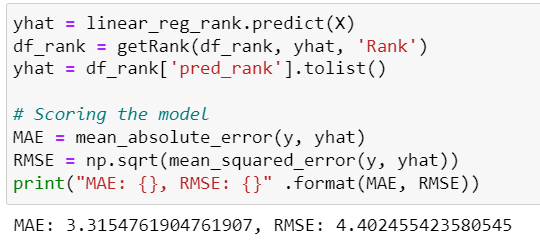 yhat = linear_reg_rank.predict(X)
df_rank = getRank(df_rank, yhat, 'Rank')
yhat = df_rank['pred_rank'].tolist()
# Scoring the model
MAE = mean_absolute_error(y, yhat)
RMSE = np.sqrt(mean_squared_error(y, yhat))
print("MAE: {}, RMSE: {}" .format(MAE, RMSE))
MAE: 3.3154761904761907, RMSE: 4.402455423580545